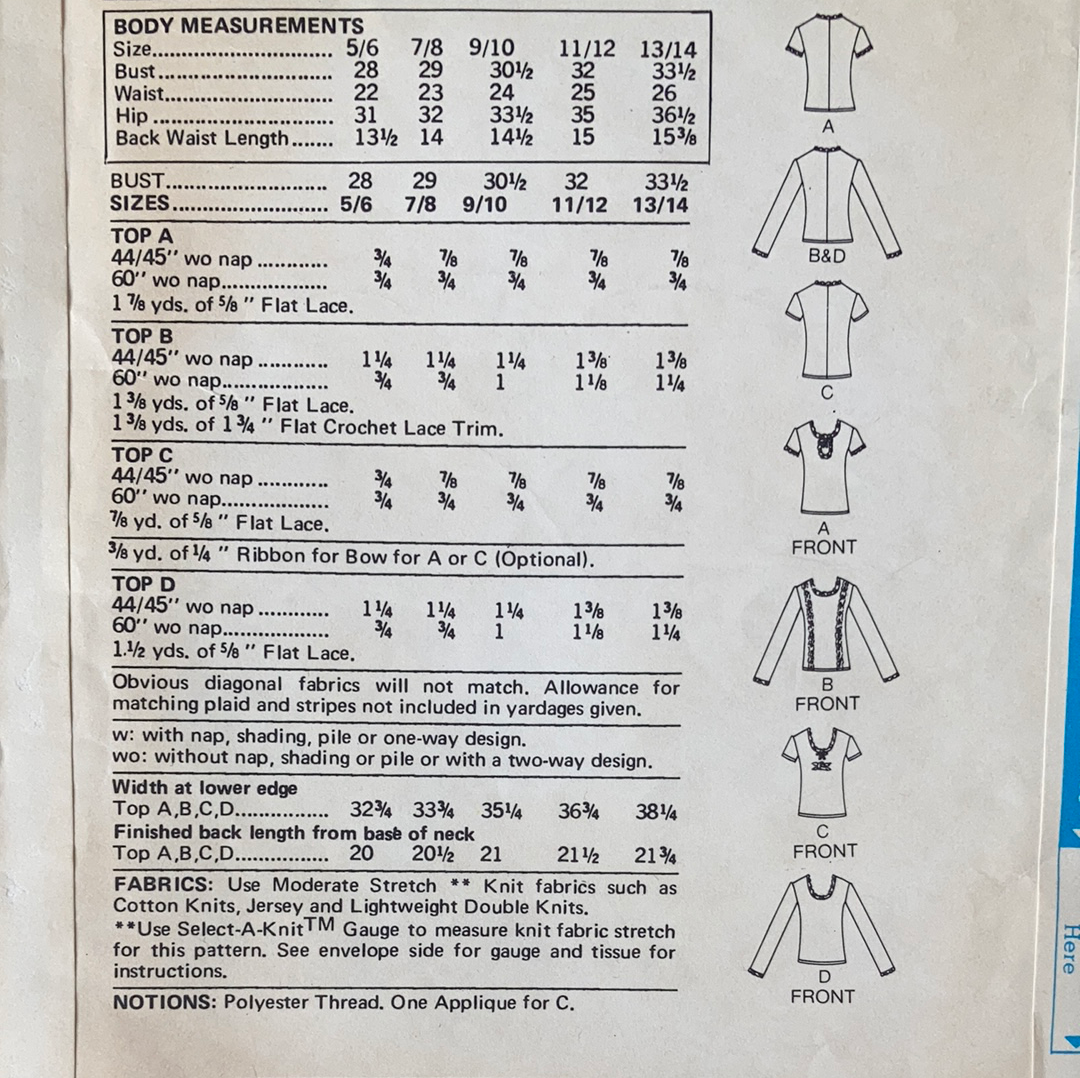 BODY MEASUREMENTS
Size.............................. 5/6 7/8 9/10 11/12 13/14
Bust............................. 28 29 30½ 32 33½
Waist............................ 22 23 24 25 26
Hip .............................. 31 32 33½ 35 36½
Back Waist Length....... 13½ 14 14½ 15 15⅜
BUST........................... 28 29 30½ 32 33½
SIZES.......................... 5/6 7/8 9/10 11/12 13/14
TOP A
44/45" wo nap ............ ¾ ⅞ ⅞ ⅞ ⅞
60" wo nap.................. ¾ ¾ ¾ ¾ ¾
1 ⅞ yds. of ⅝ " Flat Lace.
TOP B
44/45" wo nap ............ 1¼ 1¼ 1¼ 1⅜ 1⅜
60" wo nap.................. ¾ ¾ 1 1⅛ 1¼
1 ⅜ yds. of ⅝ " Flat Lace.
1 ⅜ yds. of 1 ¾ " Flat Crochet Lace Trim.
TOP C
44/45" wo nap ............ ¾ ⅞ ⅞ ⅞ ⅞
60" wo nap.................. ¾ ¾ ¾ ¾ ¾
⅞ yd. of ⅝ " Flat Lace.
⅜ yd. of ¼ " Ribbon for Bow for A or C (Optional).
TOP D
44/45" wo nap ............ 1¼ 1¼ 1¼ 1⅜ 1⅜
60" wo nap.................. ¾ ¾ 1 1⅛ 1¼
1.½ yds. of ⅝ " Flat Lace.
Obvious diagonal fabrics will not match. Allowance for
matching plaid and stripes not included in yardages given.
w: with nap, shading, pile or one-way design.
wo: without nap, shading or pile or with a two-way design.
Width at lower edge
Top A,B,C,D................ 32¾ 33¾ 35¼ 36¾ 38¼
Finished back length from base of neck
Top A,B,C,D................ 20 20½ 21 21½ 21¾
FABRICS: Use Moderate Stretch ** Knit fabrics such as
Cotton Knits, Jersey and Lightweight Double Knits.
**Use Select-A-Knit™ Gauge to measure knit fabric stretch
for this pattern. See envelope side for gauge and tissue for
instructions.
NOTIONS: Polyester Thread. One Applique for C.
A
B&D
C
A
FRONT
B
FRONT
C
FRONT
D
FRONT
Here